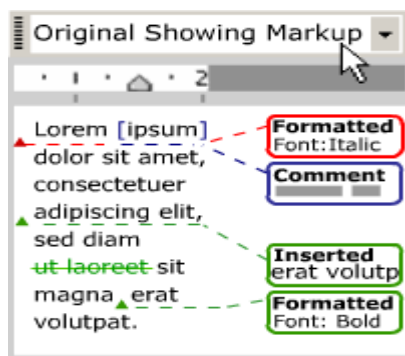 Original Showing Markup
1 2
Lorem [ipsum]
dolor sit amet,
consectetuer
adipiscing elit,
sed diam
ut laoreet sit
magna erat
volutpat.
Formatted
Font:Italic
Comment
Inserted
erat volutp
Formatted
Font: Bold